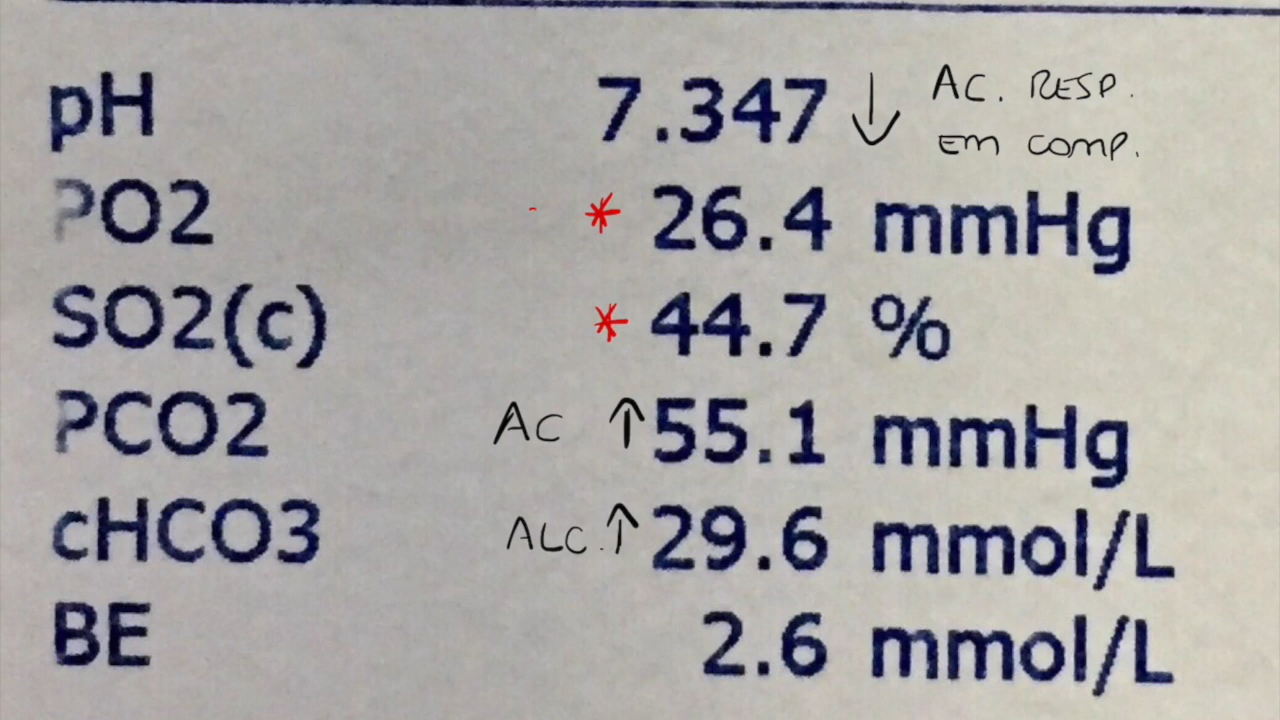 pH 7.347 ↓ AC. RESP.
EM COMP.
PO2 * 26.4 mmHg
SO2(c) * 44.7 %
PCO2 AC ↑ 55.1 mmHg
cHCO3 ALC. ↑ 29.6 mmol/L
BE 2.6 mmol/L